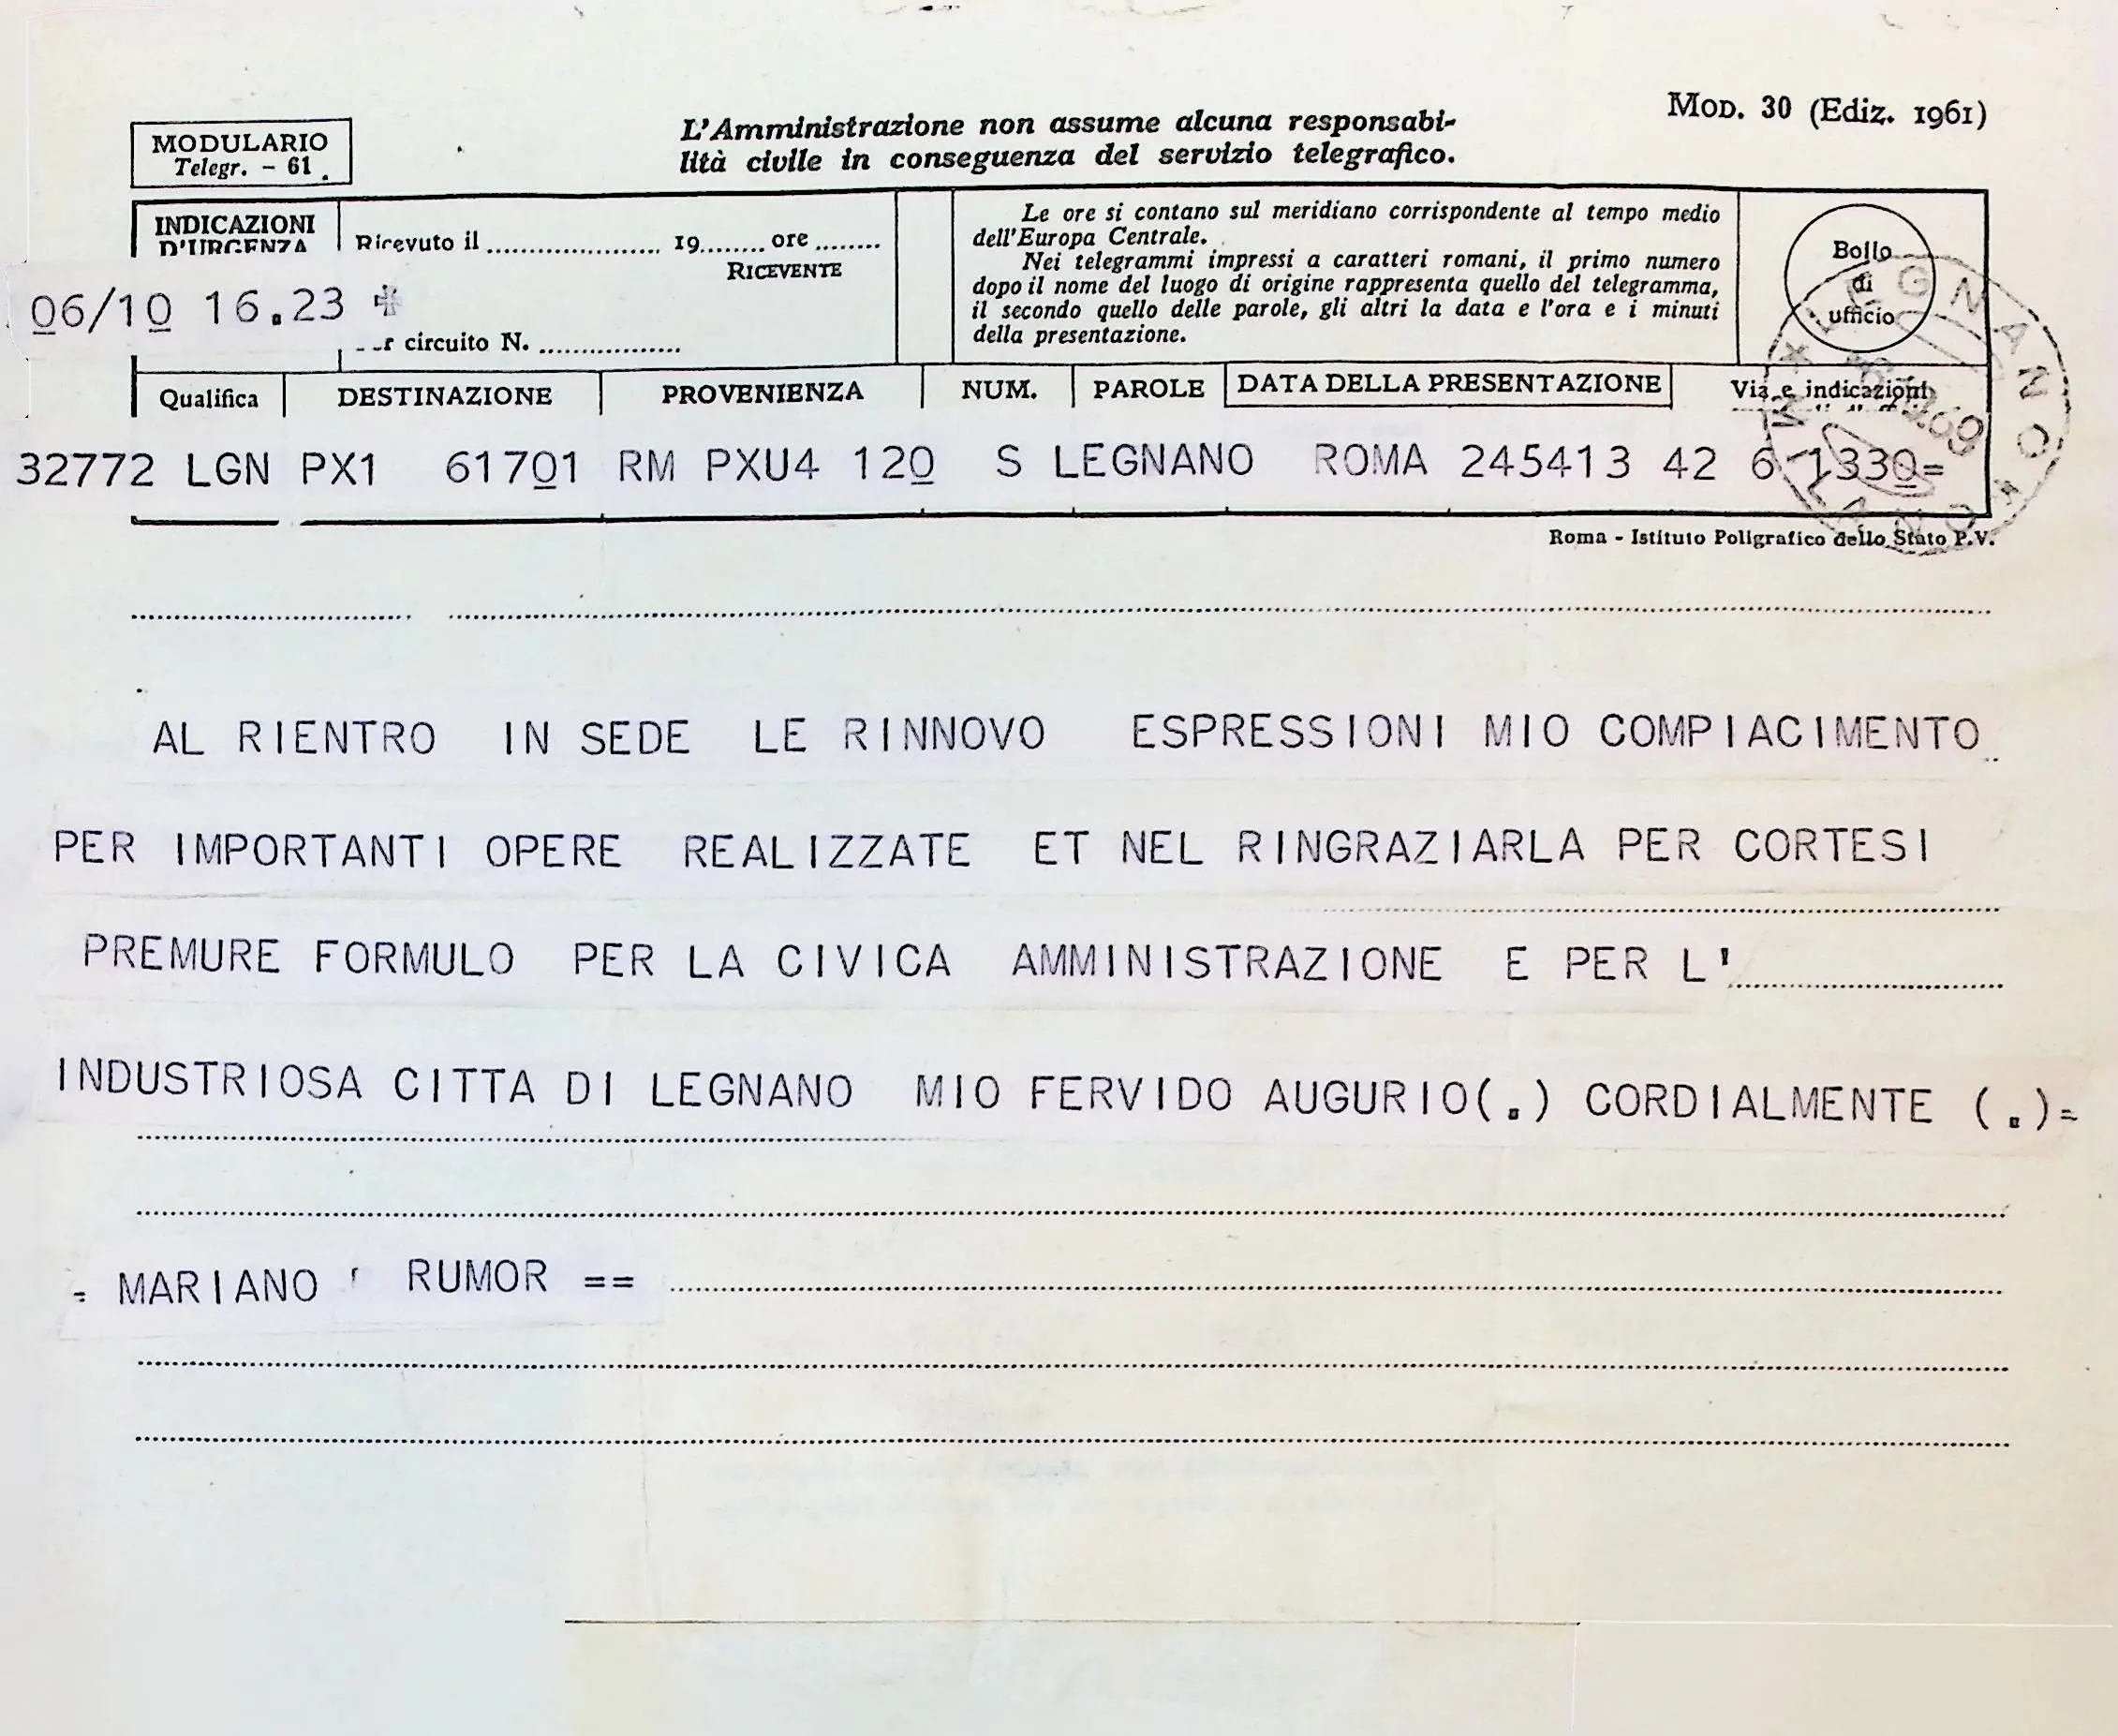 MOD. 30 (Ediz. 1961)
L'Amministrazione non assume alcuna responsabi-
lità civile in conseguenza del servizio telegrafico.
MODULARIO
Telegr. - 61
INDICAZIONI
D'URGENZA
Ricevuto il .................... 19........ ore ........
RICEVENTE
06/10 16.23
circuito N. .................
Le ore si contano sul meridiano corrispondente al tempo medio
dell'Europa Centrale.
Nei telegrammi impressi a caratteri romani, il primo numero
dopo il nome del luogo di origine rappresenta quello del telegramma,
il secondo quello delle parole, gli altri la data e l'ora e i minuti
della presentazione.
Bollo
di
ufficio
LEGNANO
MILANO
Qualifica DESTINAZIONE PROVENIENZA NUM. PAROLE DATA DELLA PRESENTAZIONE Via e indicazioni
32772 LGN PX1 61701 RM PXU4 120 S LEGNANO ROMA 245413 42 6 1330=
Roma - Istituto Poligrafico dello Stato P.V.
AL RIENTRO IN SEDE LE RINNOVO ESPRESSIONI MIO COMPIACIMENTO
PER IMPORTANTI OPERE REALIZZATE ET NEL RINGRAZIARLA PER CORTESI
PREMURE FORMULO PER LA CIVICA AMMINISTRAZIONE E PER L'
INDUSTRIOSA CITTA DI LEGNANO MIO FERVIDO AUGURIO(.) CORDIALMENTE (.)=
= MARIANO RUMOR ==